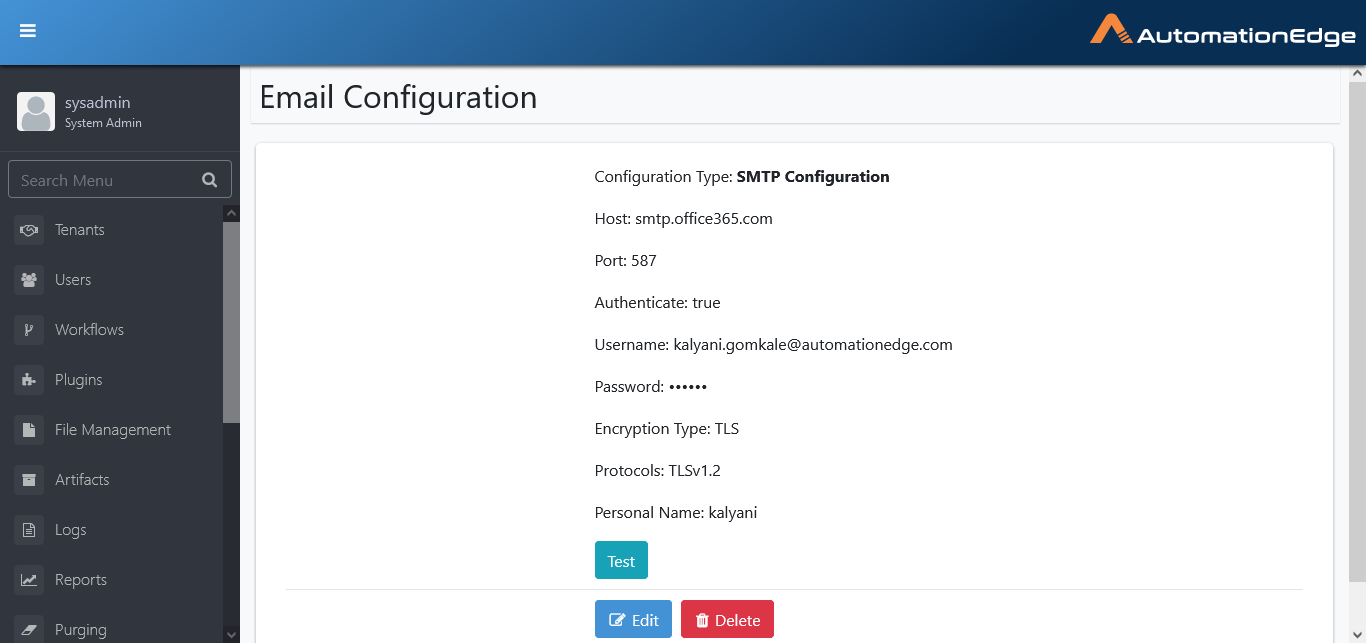 AutomationEdge
sysadmin
System Admin
Search Menu
Tenants
Users
Workflows
Plugins
File Management
Artifacts
Logs
Reports
Purging
Email Configuration
Configuration Type: SMTP Configuration
Host: smtp.office365.com
Port: 587
Authenticate: true
Username: kalyani.gomkale@automationedge.com
Password: ••••••
Encryption Type: TLS
Protocols: TLSv1.2
Personal Name: kalyani
Test
Edit
Delete